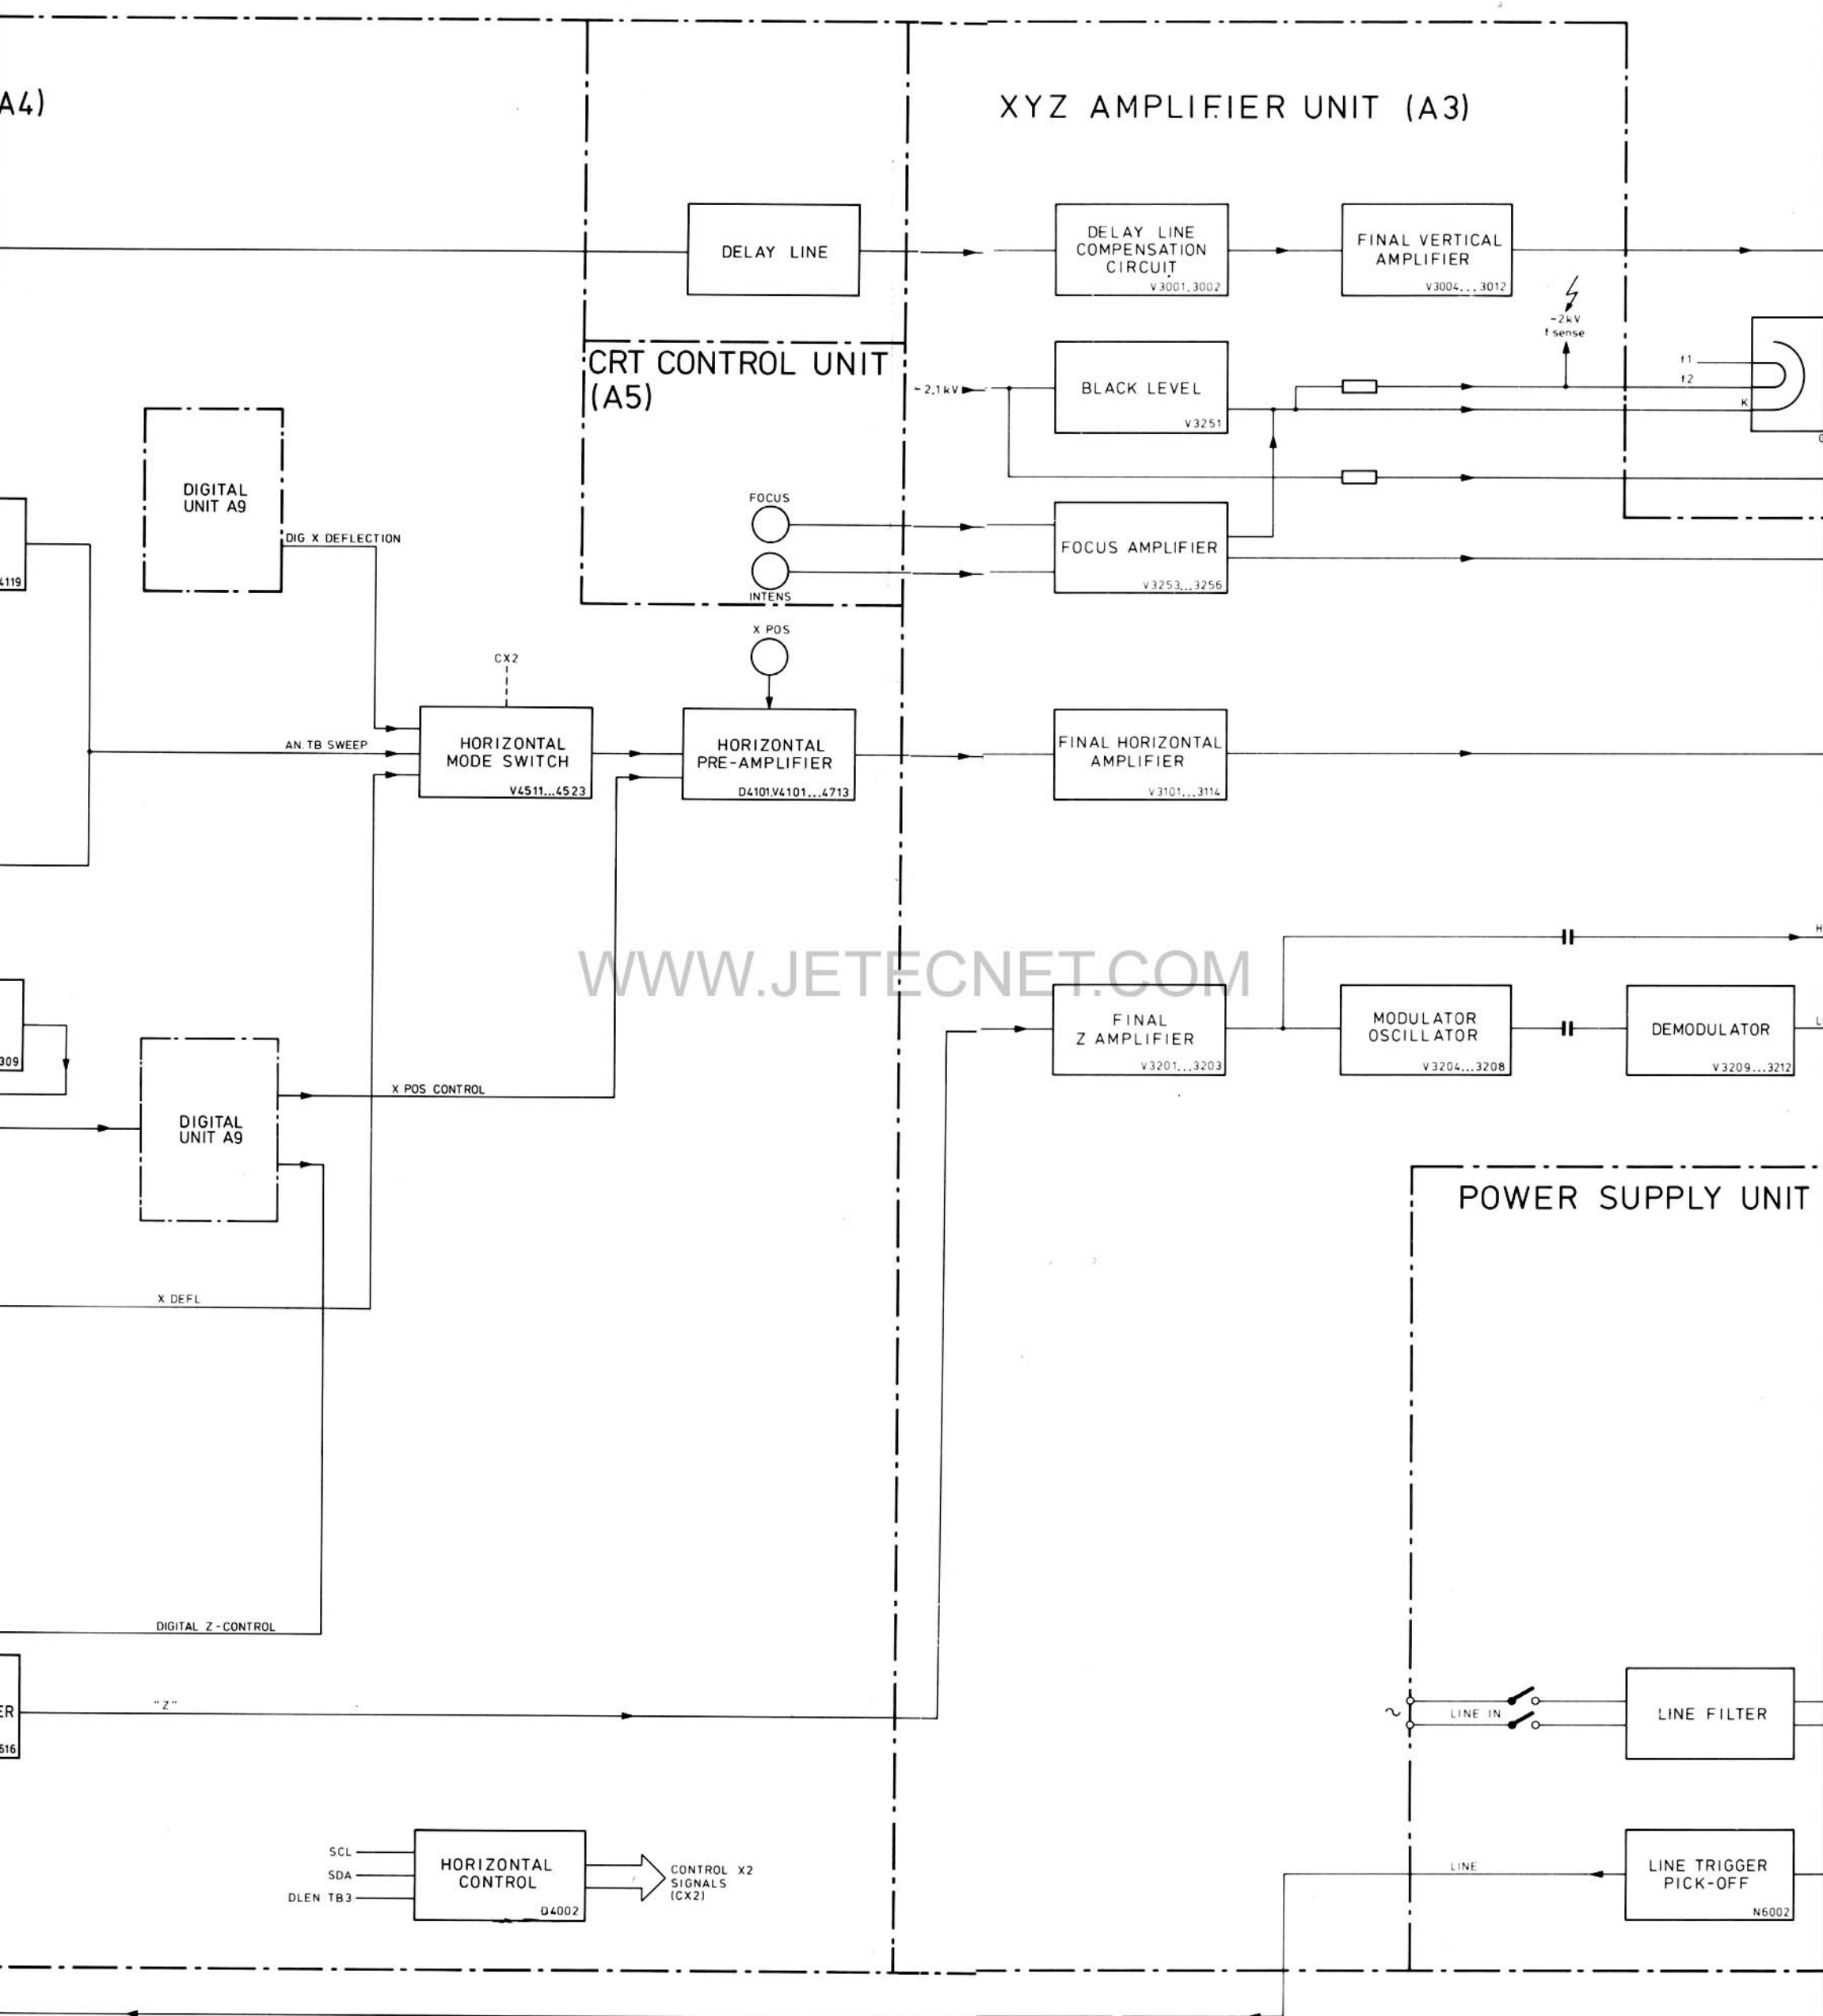 A4)
XYZ AMPLIFIER UNIT (A3)
DELAY LINE
DELAY LINE
COMPENSATION
CIRCUIT
V3001,3002
FINAL VERTICAL
AMPLIFIER
V3004...3012
-2kV
f sense
CRT CONTROL UNIT
(A5)
-2,1kV
BLACK LEVEL
V3251
f1
f2
K
DIGITAL
UNIT A9
FOCUS
DIG X DEFLECTION
FOCUS AMPLIFIER
V3253...3256
4119
INTENS
X POS
CX2
AN. TB SWEEP
HORIZONTAL
MODE SWITCH
V4511...4523
HORIZONTAL
PRE-AMPLIFIER
D4101,V4101...4713
FINAL HORIZONTAL
AMPLIFIER
V3101...3114
H
WWW.JETECNET.COM
FINAL
Z AMPLIFIER
V3201...3203
MODULATOR
OSCILLATOR
V3204...3208
DEMODULATOR
V3209...3212
L
309
X POS CONTROL
DIGITAL
UNIT A9
POWER SUPPLY UNIT
X DEFL
DIGITAL Z-CONTROL
"Z"
ER
616
~
LINE IN
LINE FILTER
SCL
SDA
DLEN TB3
HORIZONTAL
CONTROL
D4002
CONTROL X2
SIGNALS
(CX2)
LINE
LINE TRIGGER
PICK-OFF
N6002